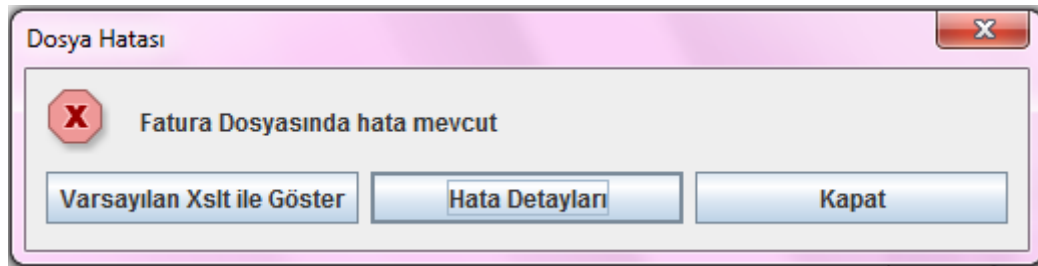 Dosya Hatası
Fatura Dosyasında hata mevcut
Varsayılan Xslt ile Göster
Hata Detayları
Kapat